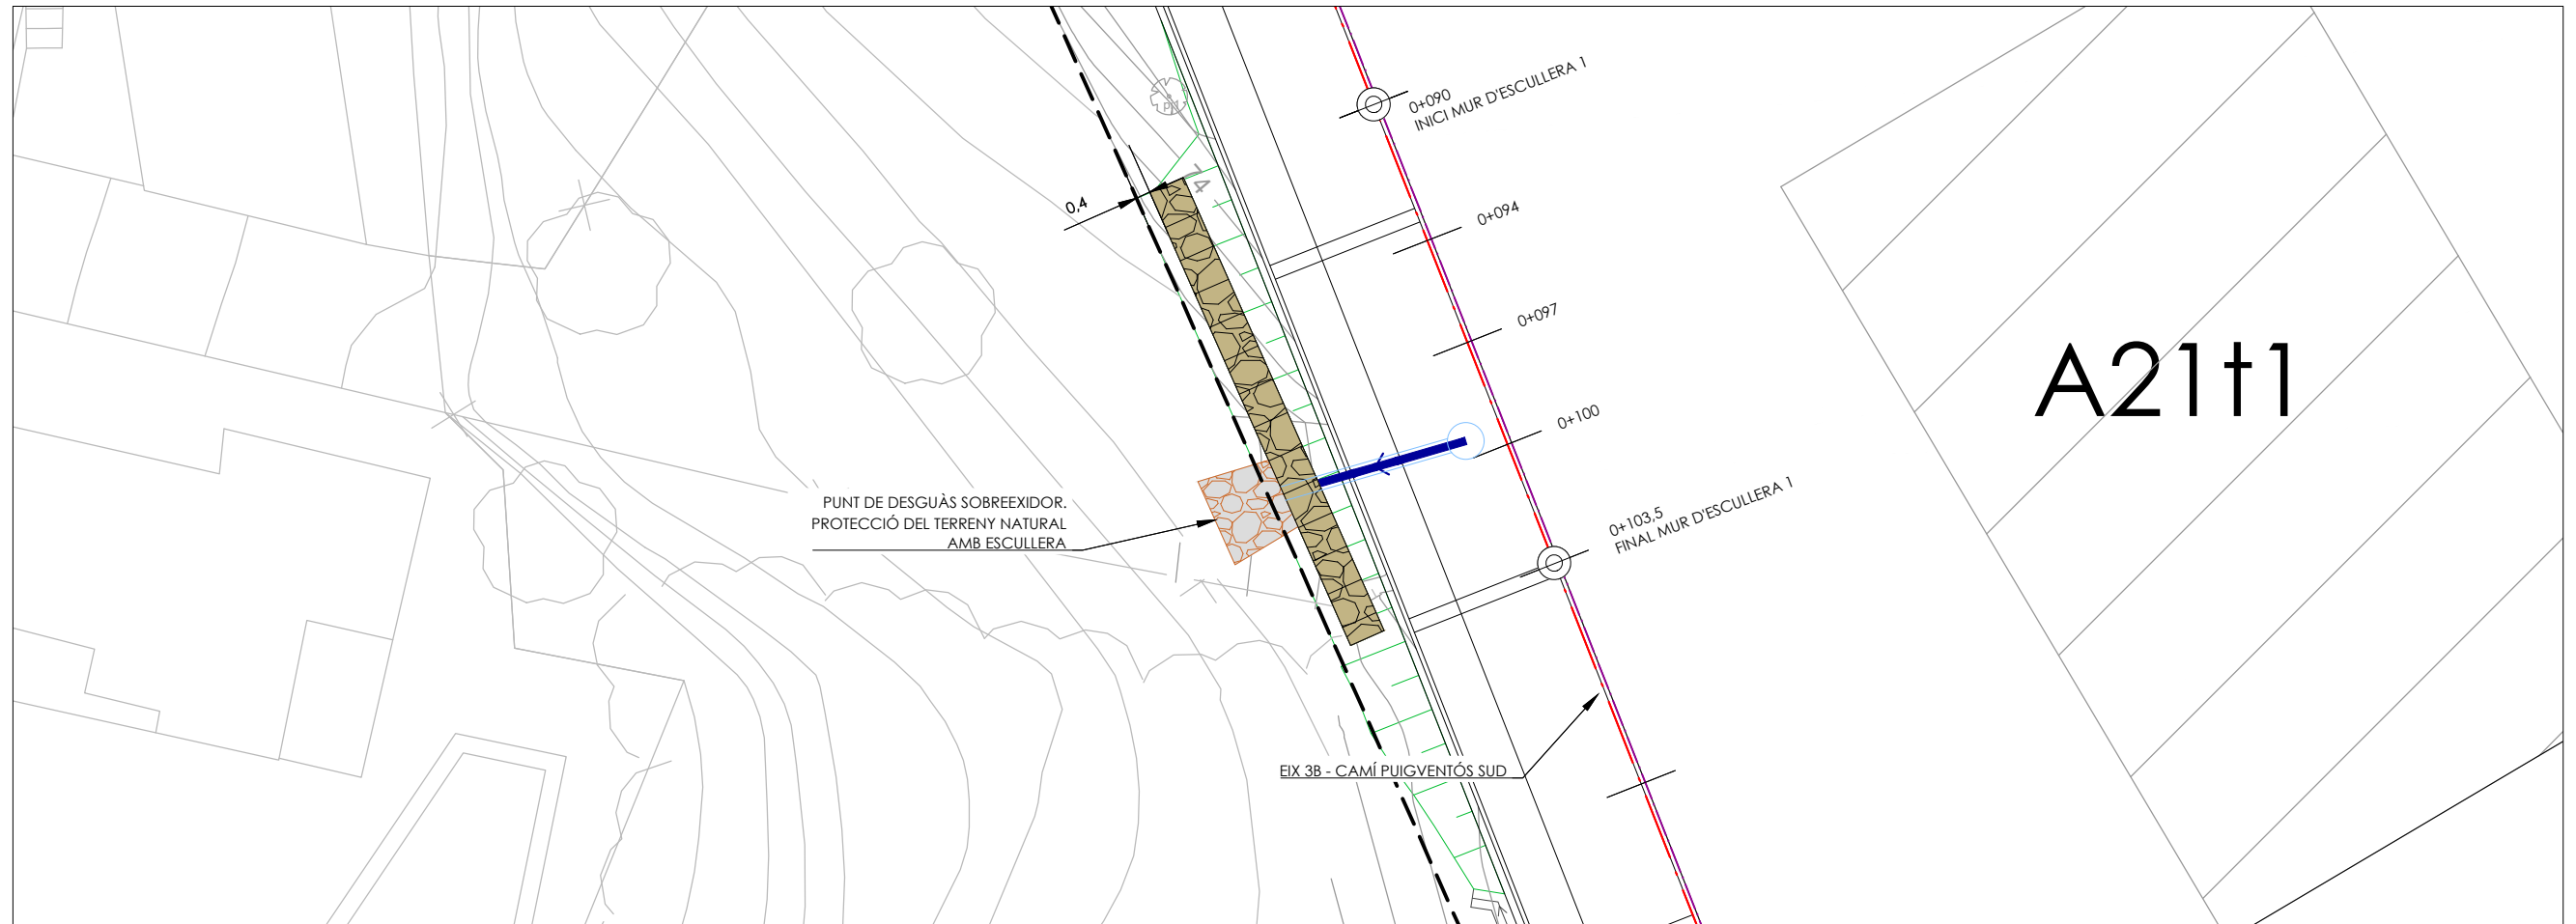 0+090
INICI MUR D'ESCULLERA 1
74
0,4
0+094
0+097
A21t1
0+100
PUNT DE DESGUÀS SOBREEXIDOR.
PROTECCIÓ DEL TERRENY NATURAL
AMB ESCULLERA
0+103,5
FINAL MUR D'ESCULLERA 1
EIX 3B - CAMÍ PUIGVENTÓS SUD